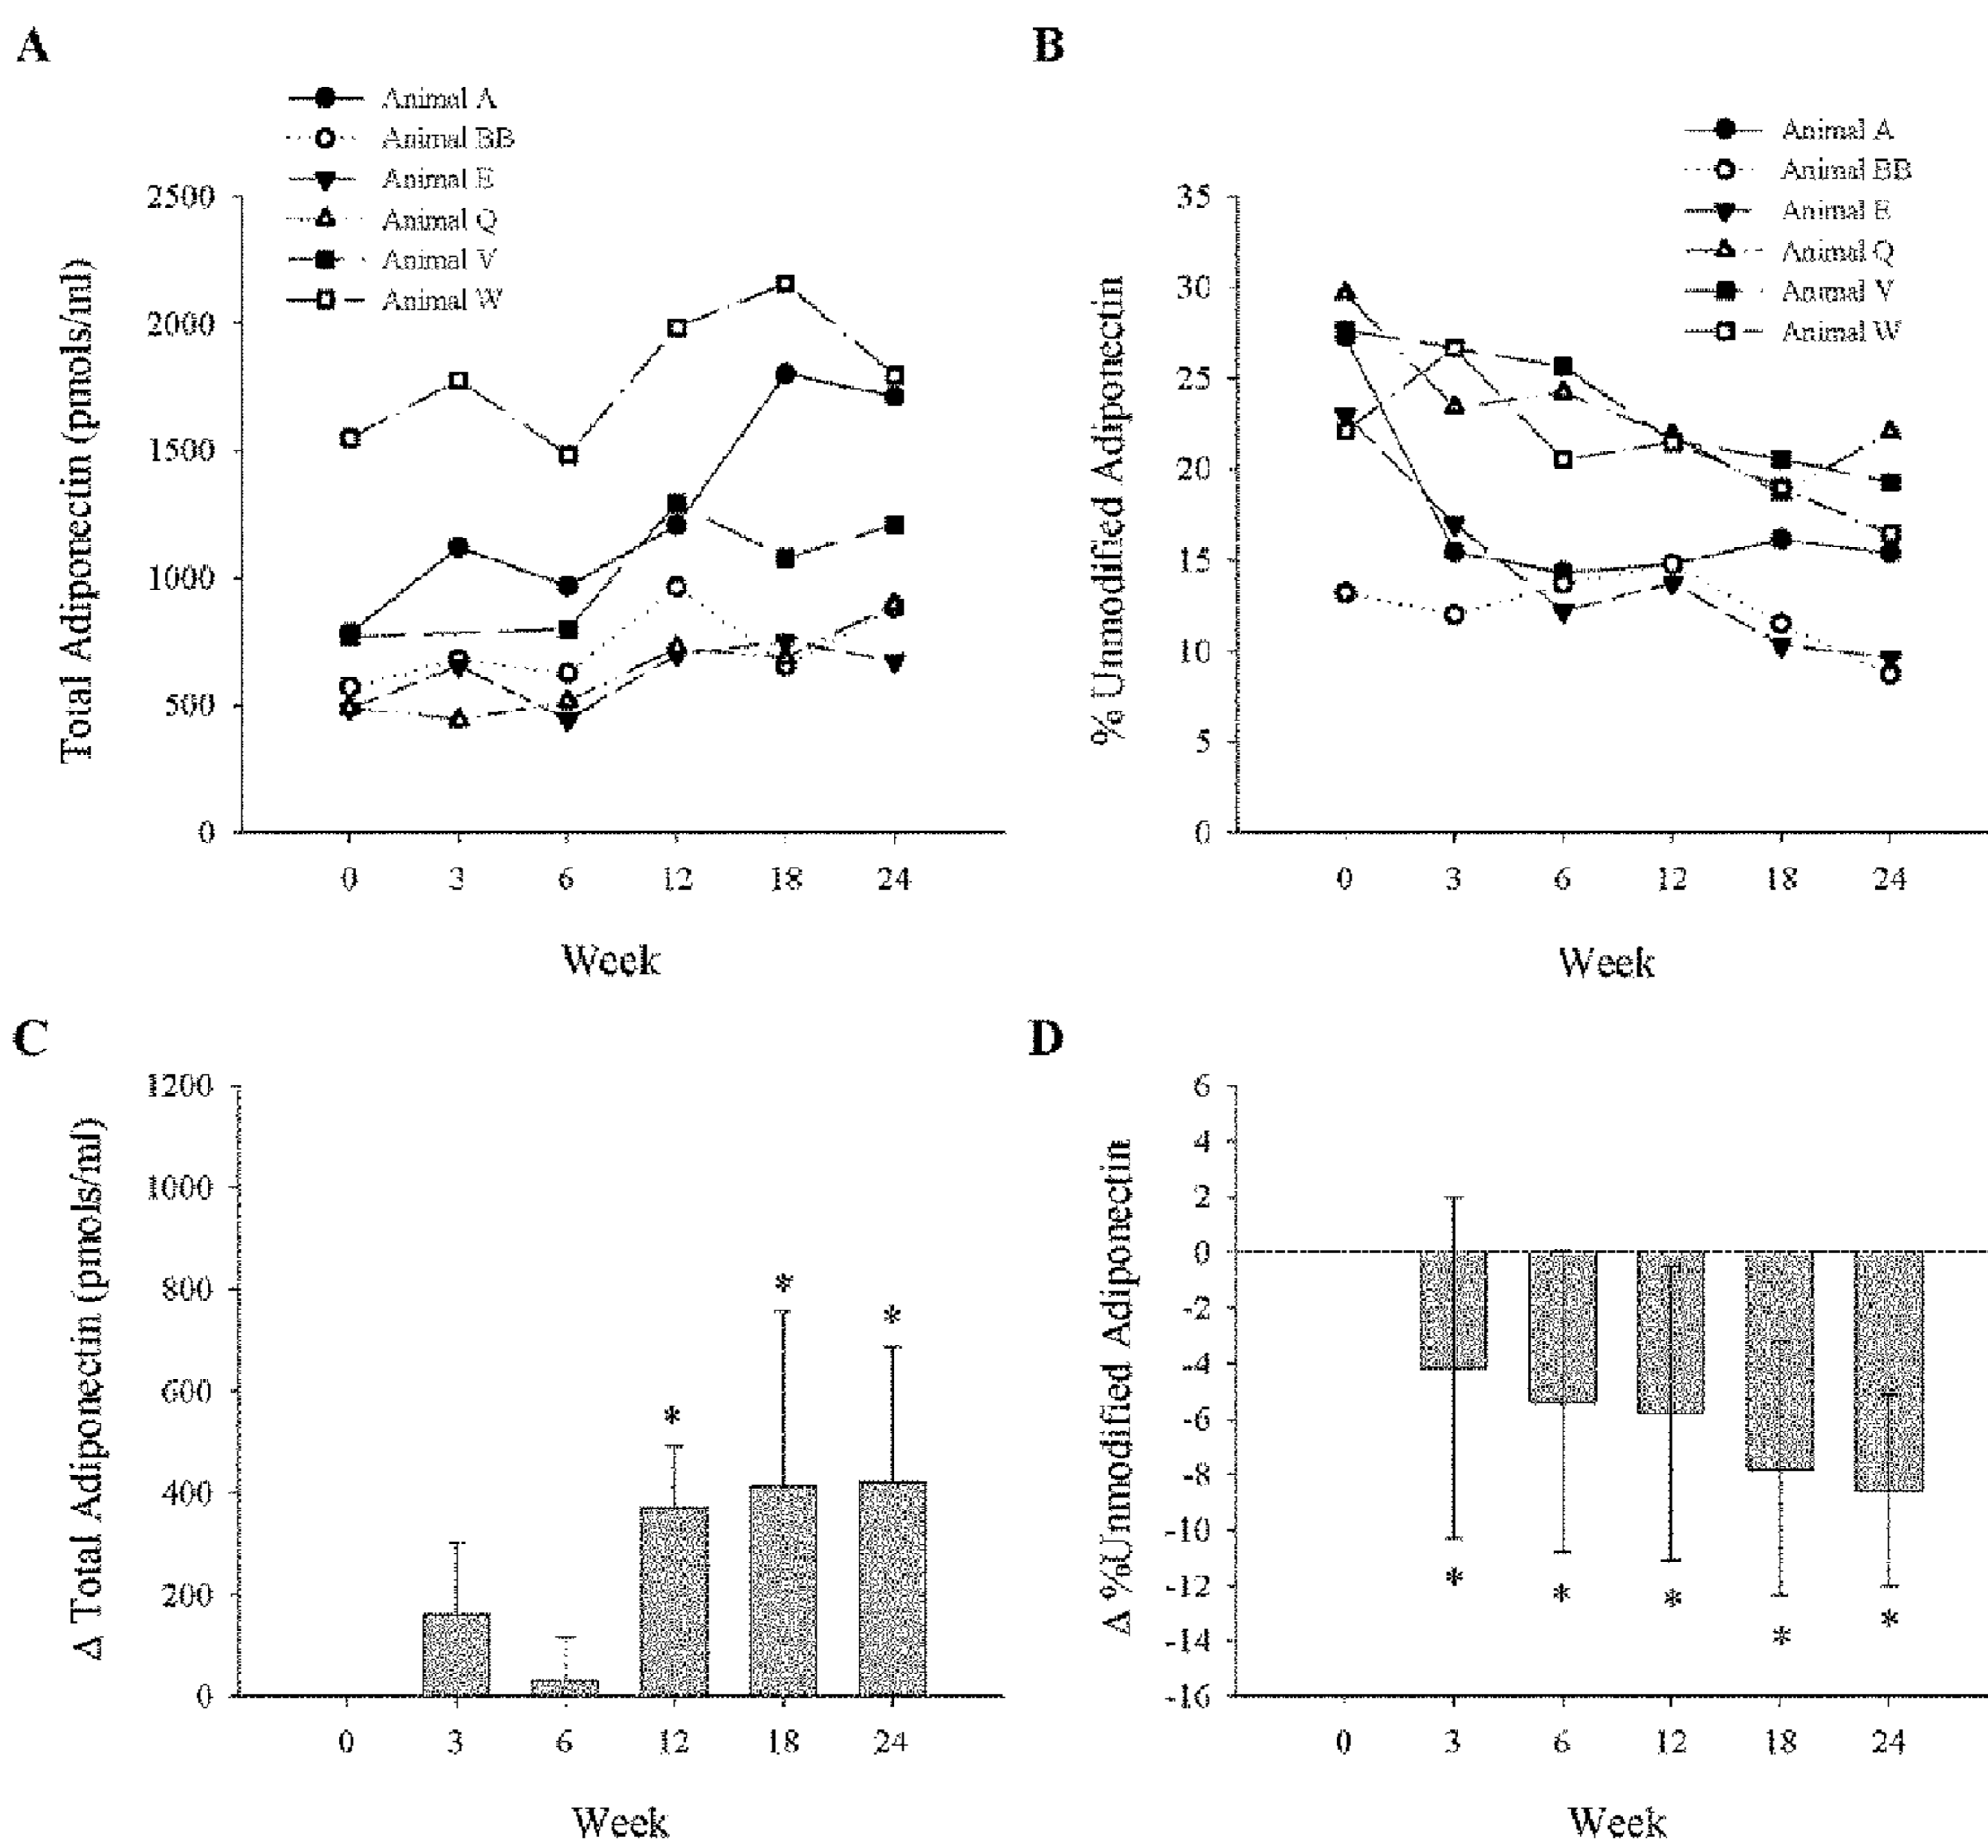 A
Animal A
Animal BB
Animal E
Animal Q
Animal V
Animal W
Total Adiponectin (pmols/ml)
2500
2000
1500
1000
500
0
0 3 6 12 18 24
Week
B
Animal A
Animal BB
Animal E
Animal Q
Animal V
Animal W
% Unmodified Adiponectin
35
30
25
20
15
10
5
0
0 3 6 12 18 24
Week
C
Δ Total Adiponectin (pmols/ml)
1200
1000
800
600
400
200
0
* * *
0 3 6 12 18 24
Week
D
Δ %Unmodified Adiponectin
6
4
2
0
-2
-4
-6
-8
-10
-12
-14
-16
* * * * *
0 3 6 12 18 24
Week